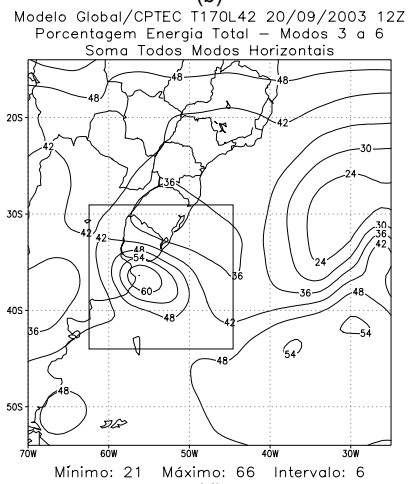 (b)
Modelo Global/CPTEC T170L42 20/09/2003 12Z
Porcentagem Energia Total – Modos 3 a 6
Soma Todos Modos Horizontais
48
48
48
42
42
20S
42
36
30
24
30S
42
42
30
36
42
48
54
36
24
60
36
48
40S
36
48
42
54
54
48
48
50S
70W
60W
50W
40W
30W
Mínimo: 21 Máximo: 66 Intervalo: 6